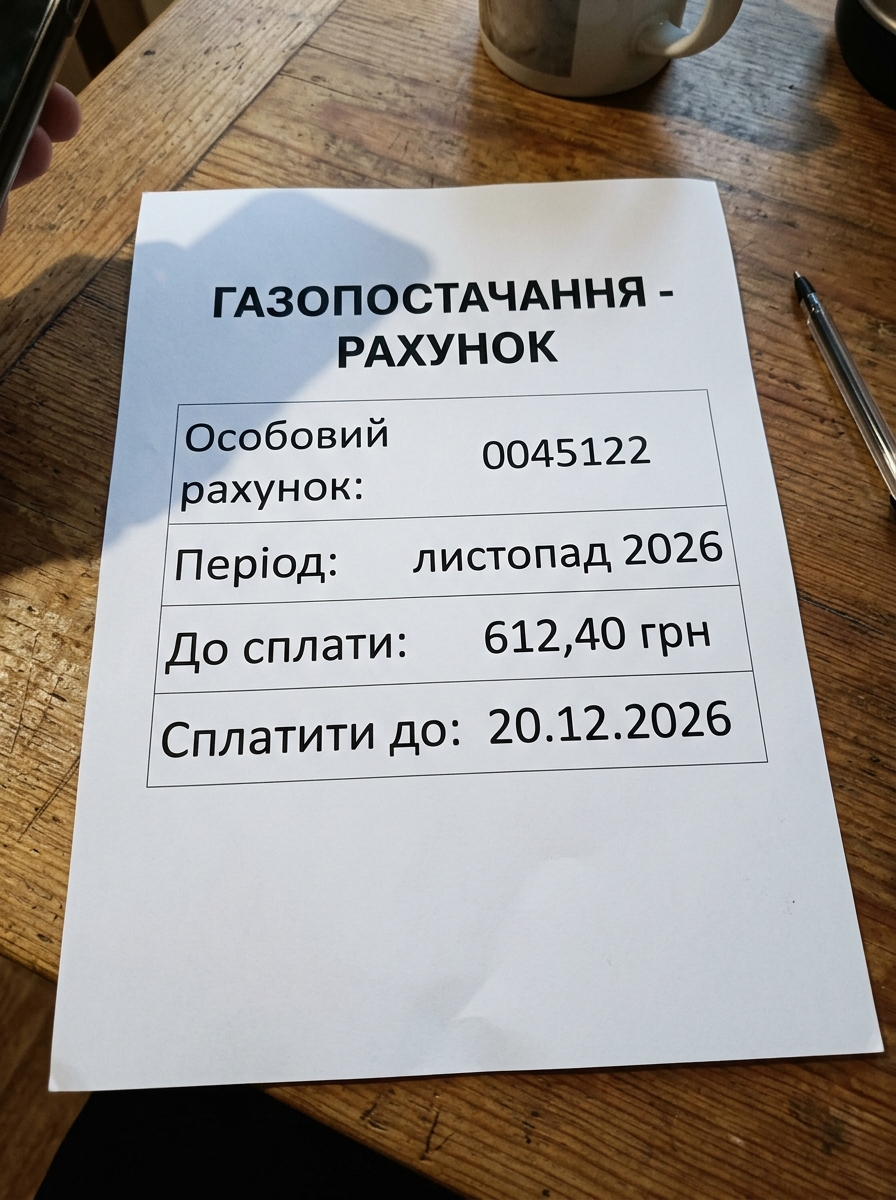 ГАЗОПОСТАЧАННЯ -
РАХУНОК
Особовий
рахунок: 0045122
Період: листопад 2026
До сплати: 612,40 грн
Сплатити до: 20.12.2026